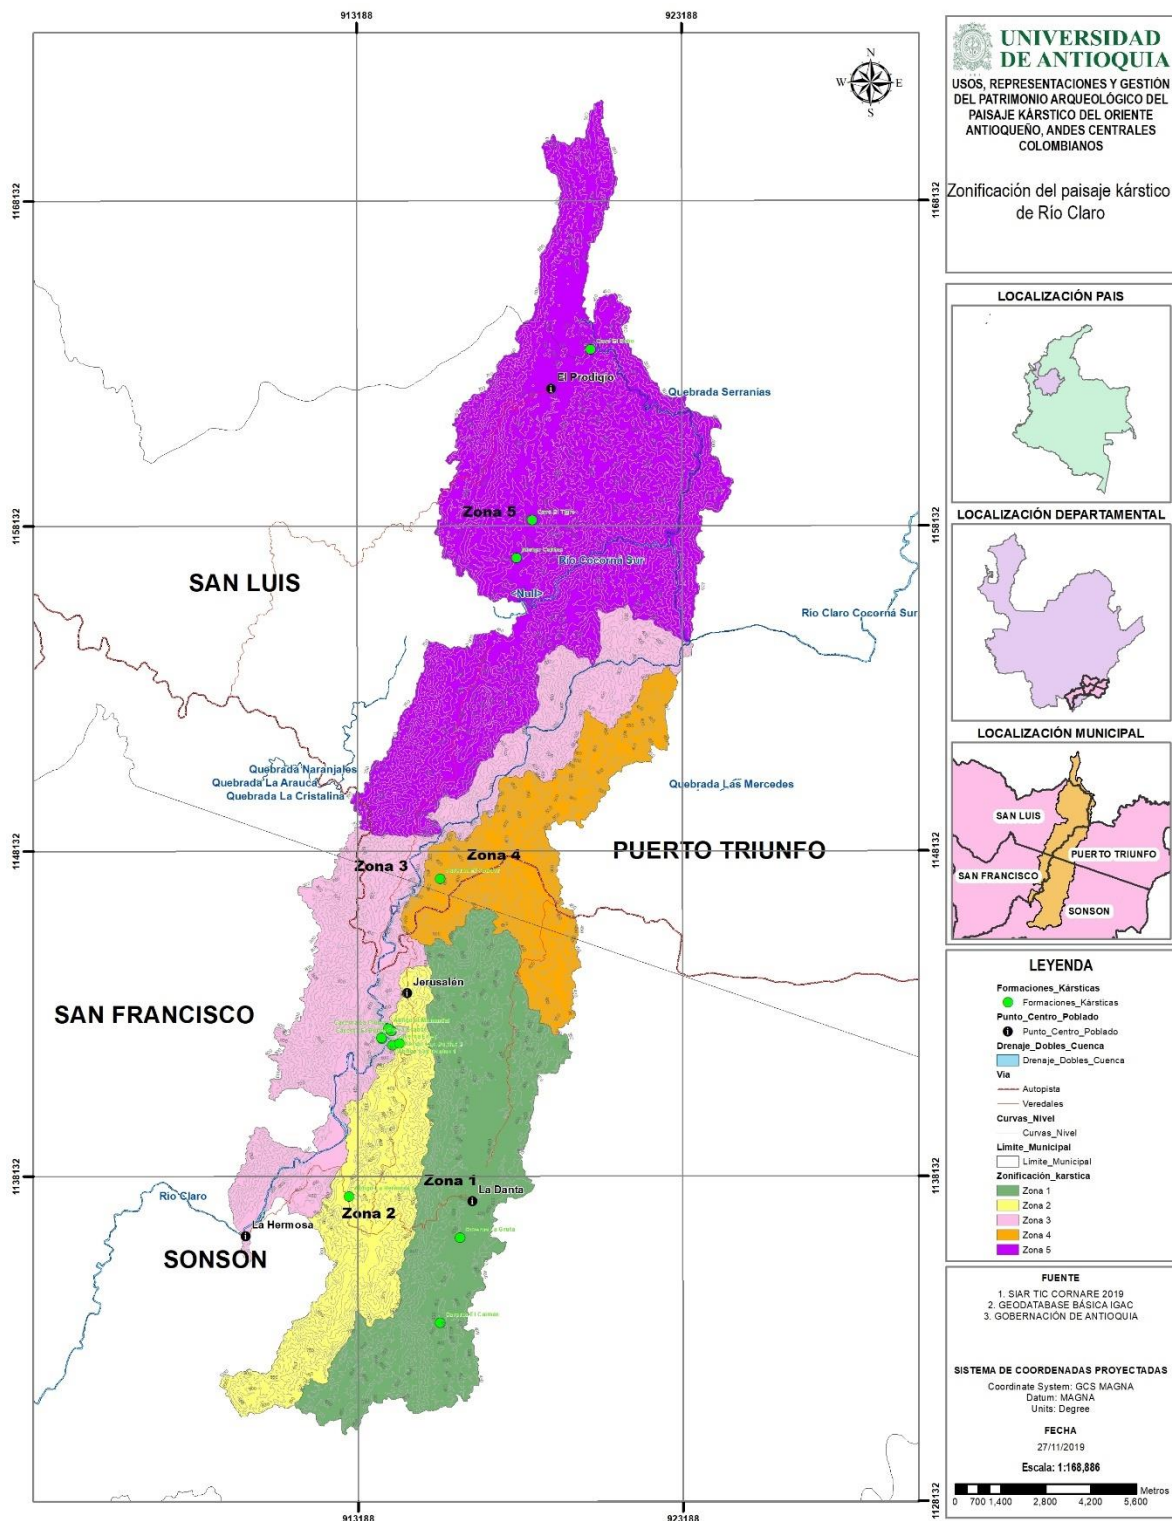 913188
923188
1168132
1158132
1148132
1138132
1128132
1168132
1158132
1148132
1138132
1128132
913188
923188
N
E
S
W
El Prodigio
Quebrada Serranias
Zona 5
Rio Cocorná Sur
<Null>
SAN LUIS
Rio Claro Cocorná Sur
Quebrada Naranjales
Quebrada La Arauca
Quebrada La Cristalina
Quebrada Las Mercedes
Zona 3
Zona 4
PUERTO TRIUNFO
Jerusalén
SAN FRANCISCO
Zona 1
La Danta
Rio Claro
Zona 2
La Hermosa
SONSON
UNIVERSIDAD
DE ANTIOQUIA
USOS, REPRESENTACIONES Y GESTIÓN
DEL PATRIMONIO ARQUEOLÓGICO DEL
PAISAJE KÁRSTICO DEL ORIENTE
ANTIOQUEÑO, ANDES CENTRALES
COLOMBIANOS
Zonificación del paisaje kárstico
de Río Claro
LOCALIZACIÓN PAIS
LOCALIZACIÓN DEPARTAMENTAL
LOCALIZACIÓN MUNICIPAL
SAN LUIS
PUERTO TRIUNFO
SAN FRANCISCO
SONSON
LEYENDA
Formaciones_Kársticas
Formaciones_Kársticas
Punto_Centro_Poblado
Punto_Centro_Poblado
Drenaje_Dobles_Cuenca
Drenaje_Dobles_Cuenca
Via
Autopista
Veredales
Curvas_Nivel
Curvas_Nivel
Limite_Municipal
Limite_Municipal
Zonificación_karstica
Zona 1
Zona 2
Zona 3
Zona 4
Zona 5
FUENTE
1. SIAR TIC CORNARE 2019
2. GEODATABASE BÁSICA IGAC
3. GOBERNACIÓN DE ANTIOQUIA
SISTEMA DE COORDENADAS PROYECTADAS
Coordinate System: GCS MAGNA
Datum: MAGNA
Units: Degree
FECHA
27/11/2019
Escala: 1:168,886
Metros
0 700 1,400 2,800 4,200 5,600